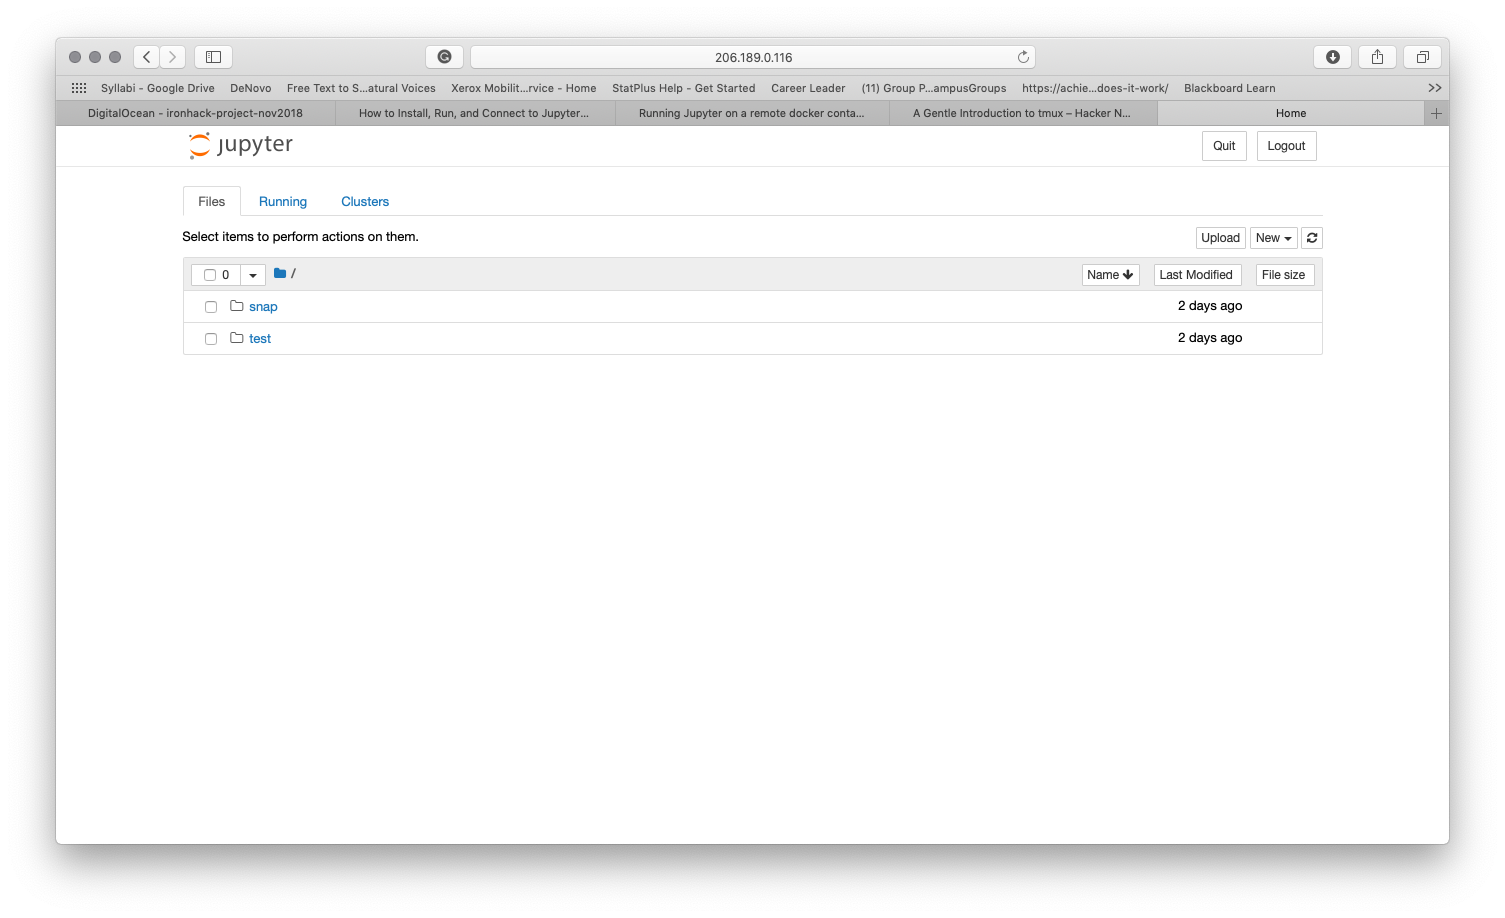 206.189.0.116
Syllabi - Google Drive DeNovo Free Text to S...atural Voices Xerox Mobilit...rvice - Home StatPlus Help - Get Started Career Leader (11) Group P...ampusGroups https://achie...does-it-work/ Blackboard Learn >>
DigitalOcean - ironhack-project-nov2018 How to Install, Run, and Connect to Jupyter... Running Jupyter on a remote docker conta... A Gentle Introduction to tmux – Hacker N... Home +
jupyter Quit Logout
Files Running Clusters
Select items to perform actions on them. Upload New
0 / Name Last Modified File size
snap 2 days ago
test 2 days ago